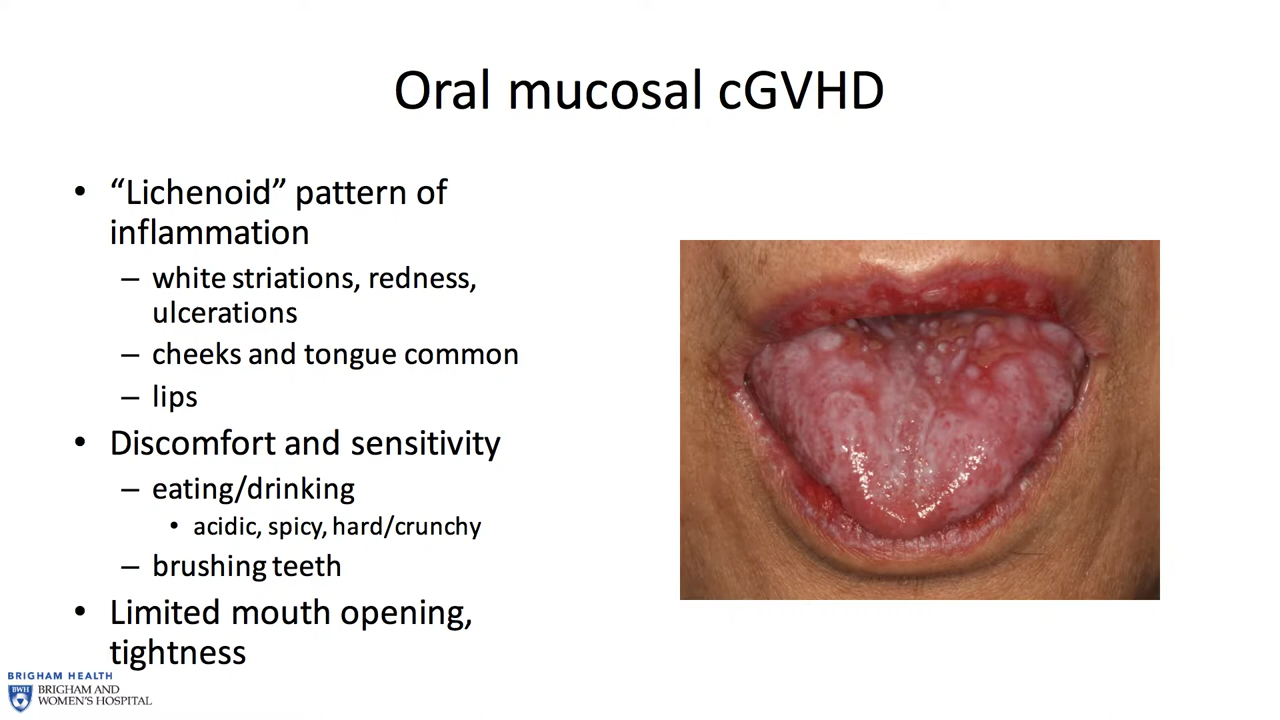 Oral mucosal cGVHD
• “Lichenoid” pattern of
inflammation
– white striations, redness,
ulcerations
– cheeks and tongue common
– lips
• Discomfort and sensitivity
– eating/drinking
• acidic, spicy, hard/crunchy
– brushing teeth
• Limited mouth opening,
tightness
BRIGHAM HEALTH
BWH
BRIGHAM AND
WOMEN'S HOSPITAL